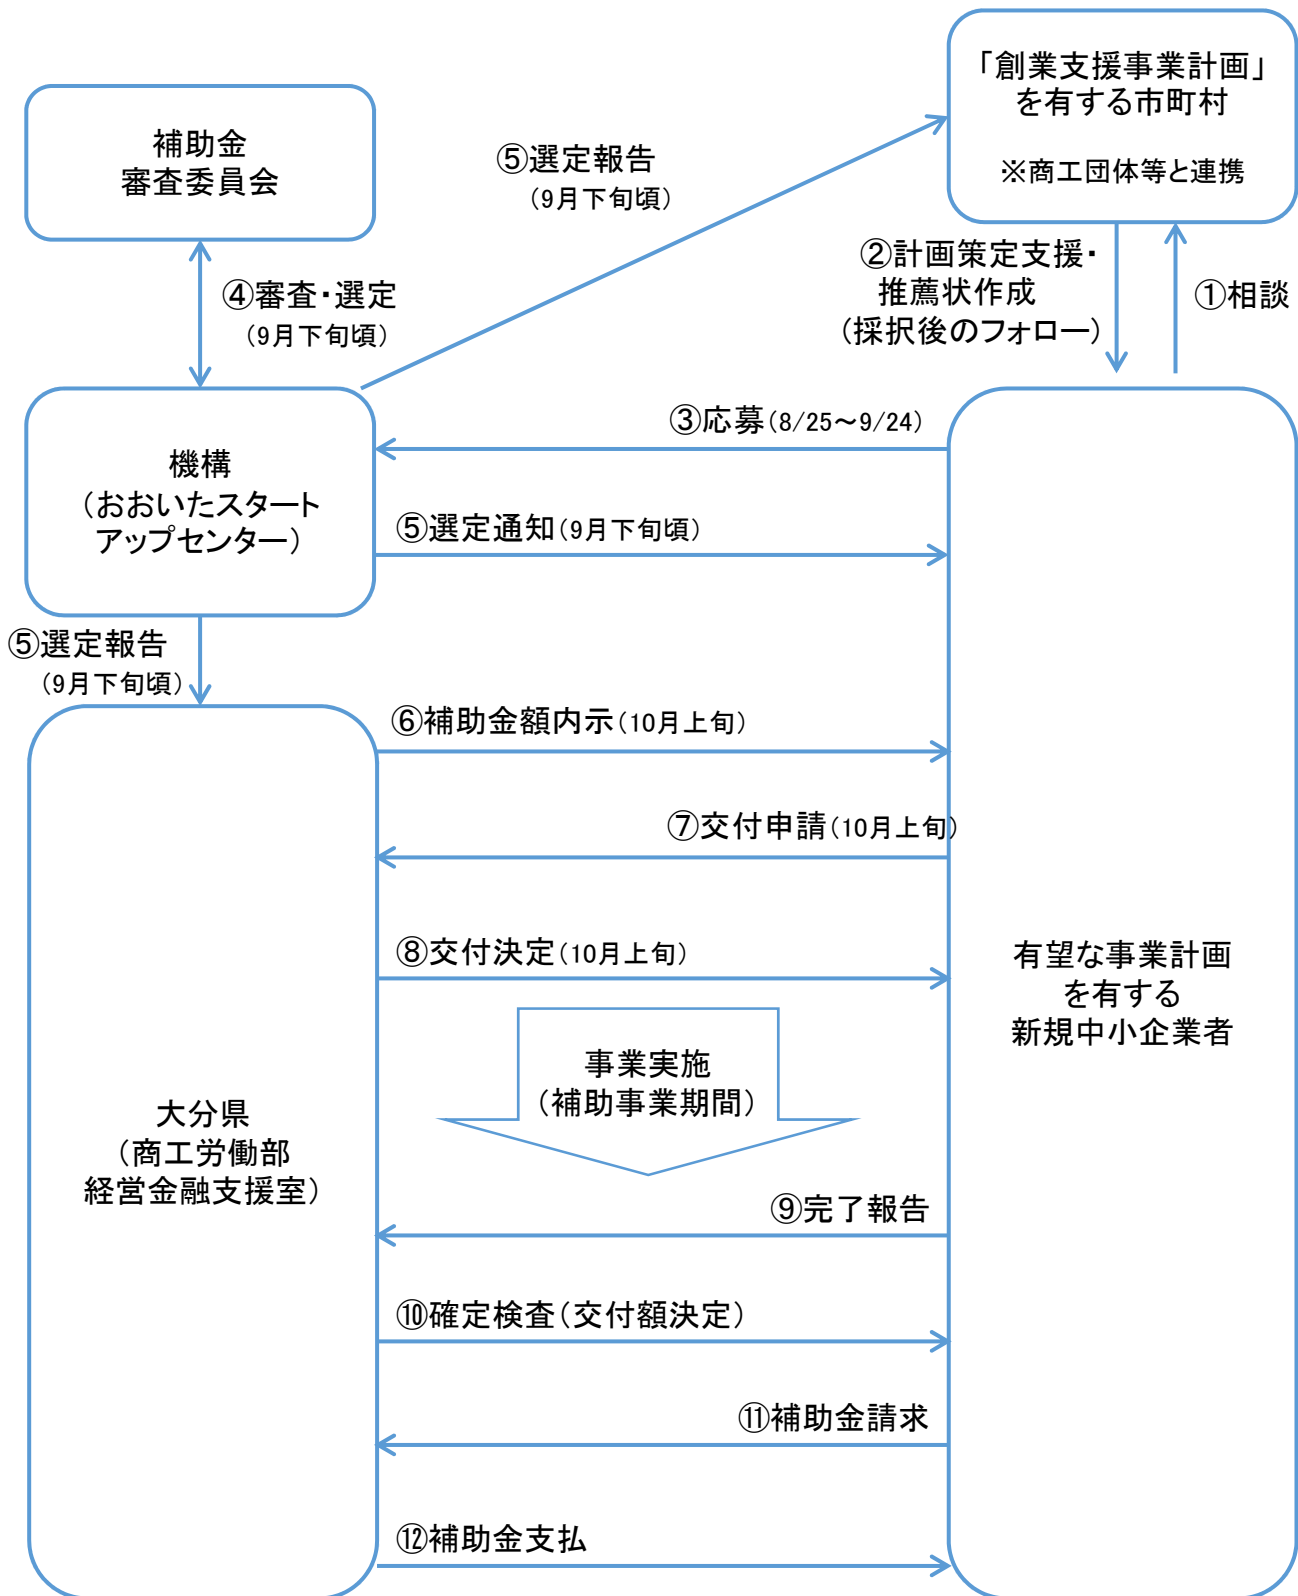 「創業支援事業計画」
を有する市町村
※商工団体等と連携
補助金
審査委員会
⑤選定報告
（9月下旬頃）
②計画策定支援・
推薦状作成
（採択後のフォロー）
①相談
④審査・選定
（9月下旬頃）
機構
（おおいたスタート
アップセンター）
③応募（8/25～9/24）
⑤選定通知（9月下旬頃）
⑤選定報告
（9月下旬頃）
⑥補助金額内示（10月上旬）
⑦交付申請（10月上旬）
⑧交付決定（10月上旬）
有望な事業計画
を有する
新規中小企業者
事業実施
（補助事業期間）
大分県
（商工労働部
経営金融支援室）
⑨完了報告
⑩確定検査（交付額決定）
⑪補助金請求
⑫補助金支払